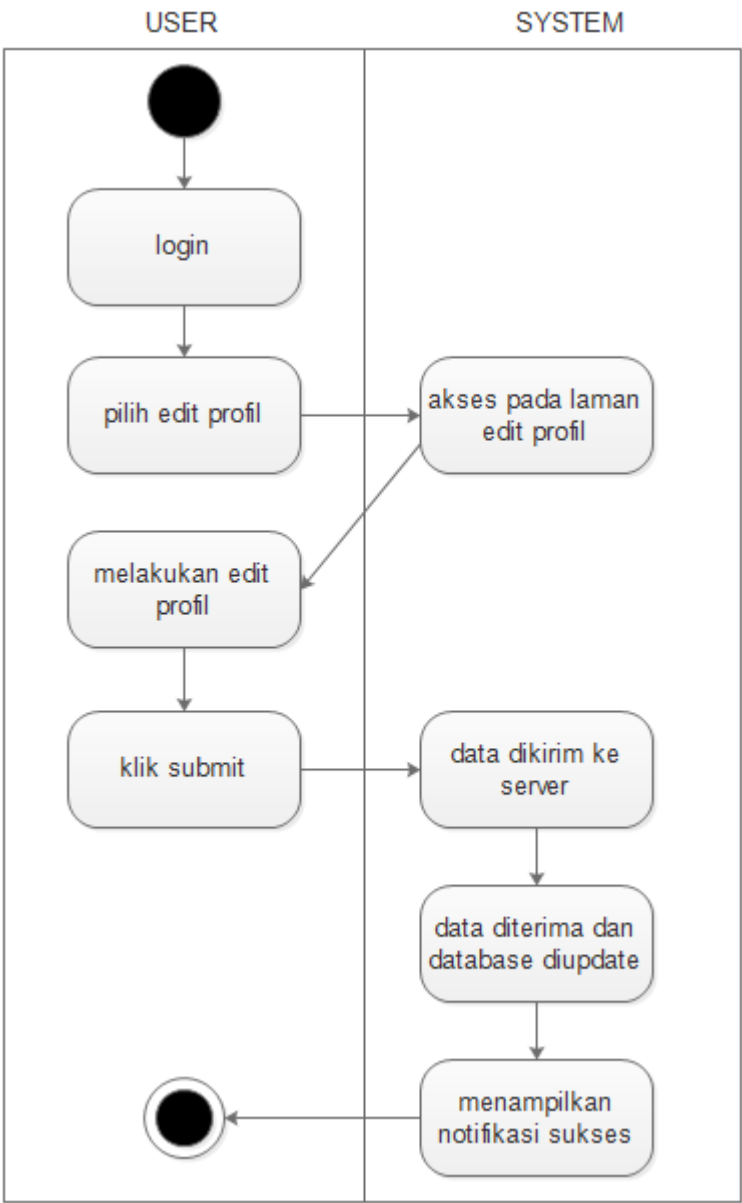 USER
SYSTEM
login
pilih edit profil
akses pada laman
edit profil
melakukan edit
profil
klik submit
data dikirim ke
server
data diterima dan
database diupdate
menampilkan
notifikasi sukses